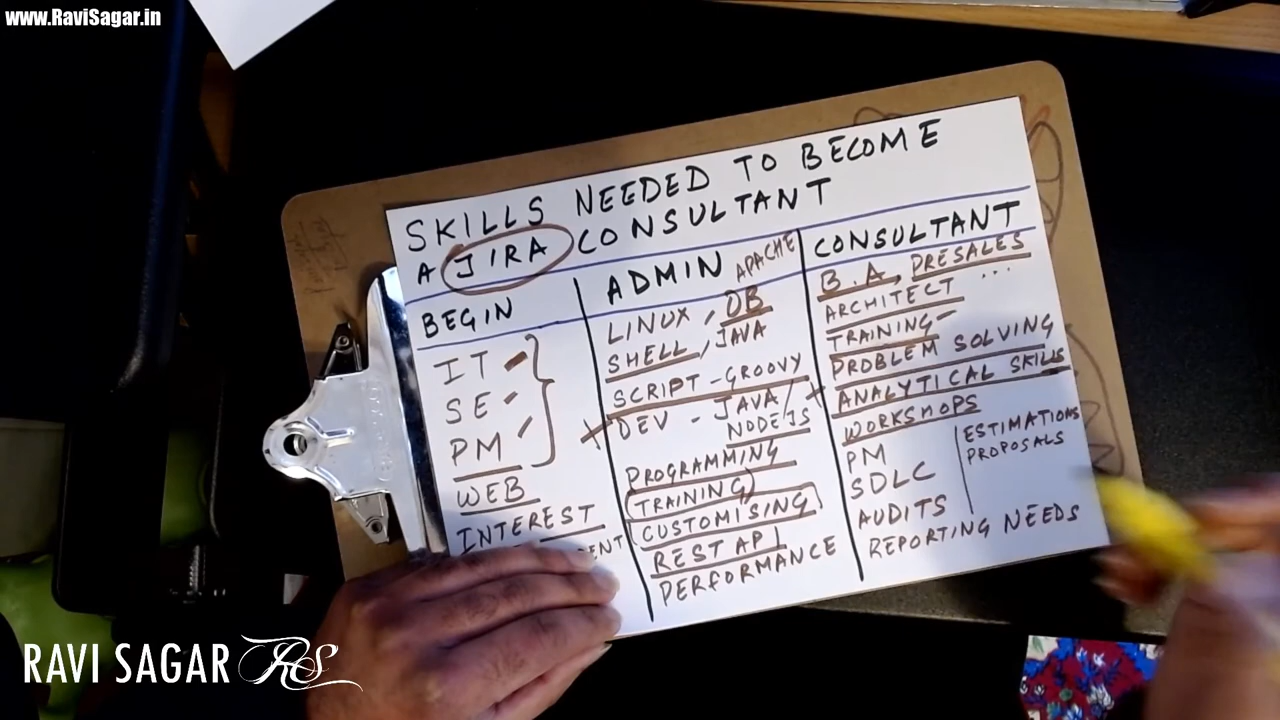 www.RaviSagar.in
SKILLS NEEDED TO BECOME
A JIRA CONSULTANT
BEGIN
IT
SE
PM
WEB
INTEREST
ADMIN APACHE
LINUX, DB
SHELL, JAVA
SCRIPT - GROOVY
DEV - JAVA/
NODEJS
PROGRAMMING
(TRAINING)
CUSTOMISING
REST API
PERFORMANCE
CONSULTANT
B.A, PRESALES
ARCHITECT ...
TRAINING
PROBLEM SOLVING
ANALYTICAL SKILLS
WORKSHOPS
PM
SDLC
AUDITS
ESTIMATIONS
PROPOSALS
REPORTING NEEDS
RAVI SAGAR RS